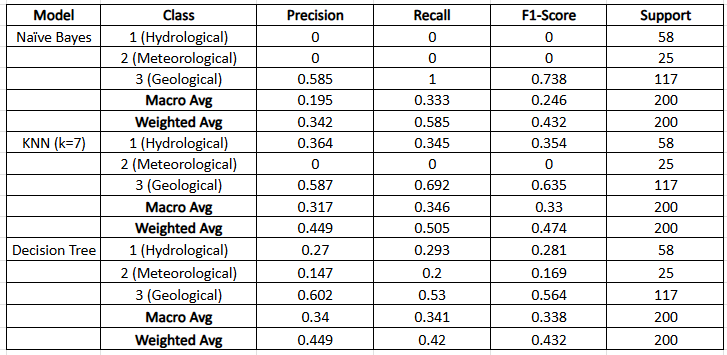 Model Class Precision Recall F1-Score Support
Naïve Bayes 1 (Hydrological) 0 0 0 58
2 (Meteorological) 0 0 0 25
3 (Geological) 0.585 1 0.738 117
Macro Avg 0.195 0.333 0.246 200
Weighted Avg 0.342 0.585 0.432 200
KNN (k=7) 1 (Hydrological) 0.364 0.345 0.354 58
2 (Meteorological) 0 0 0 25
3 (Geological) 0.587 0.692 0.635 117
Macro Avg 0.317 0.346 0.33 200
Weighted Avg 0.449 0.505 0.474 200
Decision Tree 1 (Hydrological) 0.27 0.293 0.281 58
2 (Meteorological) 0.147 0.2 0.169 25
3 (Geological) 0.602 0.53 0.564 117
Macro Avg 0.34 0.341 0.338 200
Weighted Avg 0.449 0.42 0.432 200